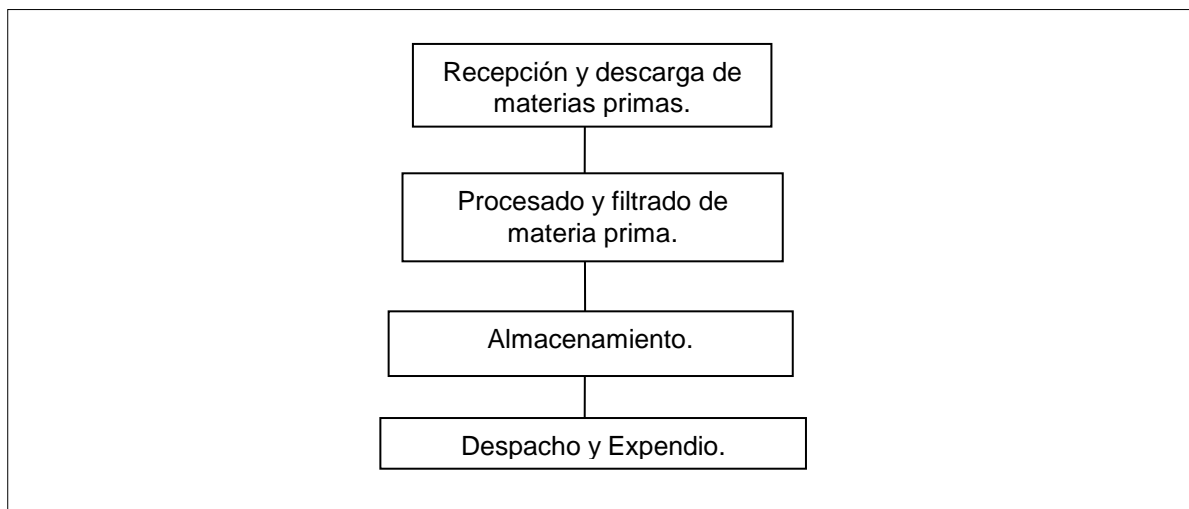 Recepción y descarga de
materias primas.
Procesado y filtrado de
materia prima.
Almacenamiento.
Despacho y Expendio.